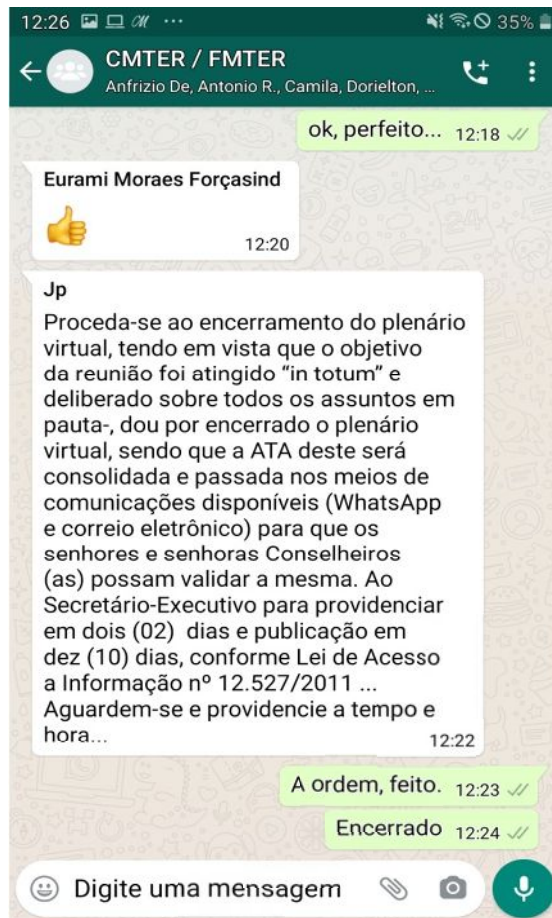 12:26 ... 35%
CMTER / FMTER
Anfrizio De, Antonio R., Camila, Dorielton, ...
ok, perfeito... 12:18
Eurami Moraes Forçasind
12:20
Jp
Proceda-se ao encerramento do plenário
virtual, tendo em vista que o objetivo
da reunião foi atingido “in totum” e
deliberado sobre todos os assuntos em
pauta-, dou por encerrado o plenário
virtual, sendo que a ATA deste será
consolidada e passada nos meios de
comunicações disponíveis (WhatsApp
e correio eletrônico) para que os
senhores e senhoras Conselheiros
(as) possam validar a mesma. Ao
Secretário-Executivo para providenciar
em dois (02) dias e publicação em
dez (10) dias, conforme Lei de Acesso
a Informação nº 12.527/2011 ...
Aguardem-se e providencie a tempo e
hora...
12:22
A ordem, feito. 12:23
Encerrado 12:24
Digite uma mensagem